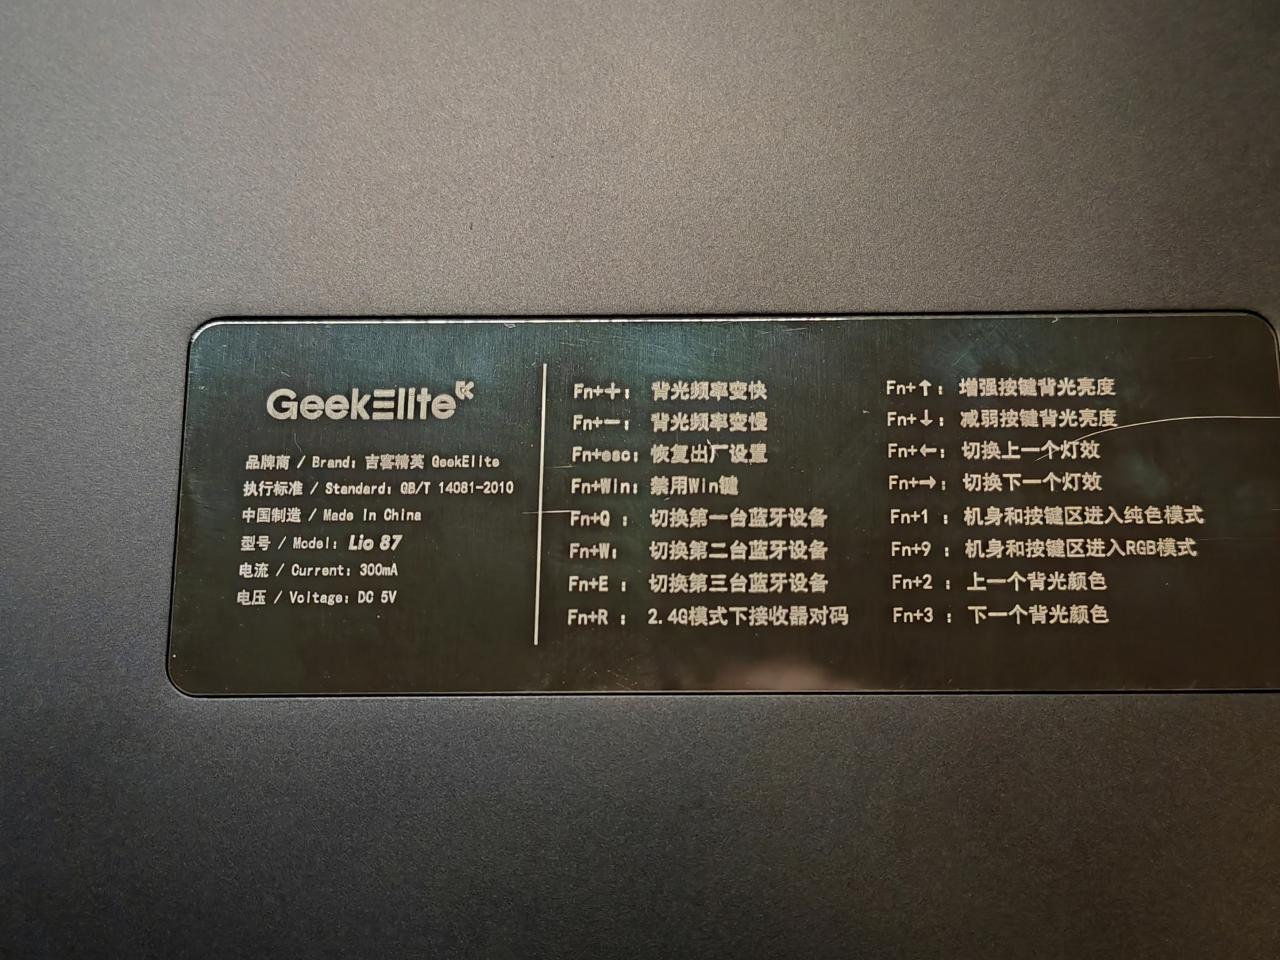 GeekElite
品牌商 / Brand: 吉客精英 GeekElite
执行标准 / Standard: GB/T 14081-2010
中国制造 / Made In China
型号 / Model: Lio 87
电流 / Current: 300mA
电压 / Voltage: DC 5V
Fn++: 背光频率变快
Fn+-: 背光频率变慢
Fn+esc: 恢复出厂设置
Fn+Win: 禁用Win键
Fn+Q : 切换第一台蓝牙设备
Fn+W: 切换第二台蓝牙设备
Fn+E : 切换第三台蓝牙设备
Fn+R : 2.4G模式下接收器对码
Fn+↑: 增强按键背光亮度
Fn+↓: 减弱按键背光亮度
Fn+←: 切换上一个灯效
Fn+→: 切换下一个灯效
Fn+1 : 机身和按键区进入纯色模式
Fn+9 : 机身和按键区进入RGB模式
Fn+2 : 上一个背光颜色
Fn+3 : 下一个背光颜色